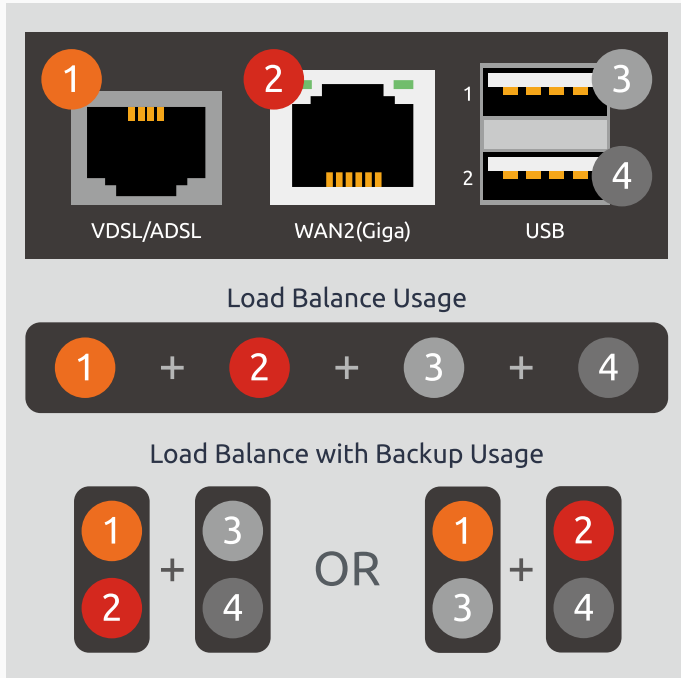 1 2 3
1
2 4
VDSL/ADSL WAN2(Giga) USB
Load Balance Usage
1 + 2 + 3 + 4
Load Balance with Backup Usage
1 3 1 2
+ OR +
2 4 3 4